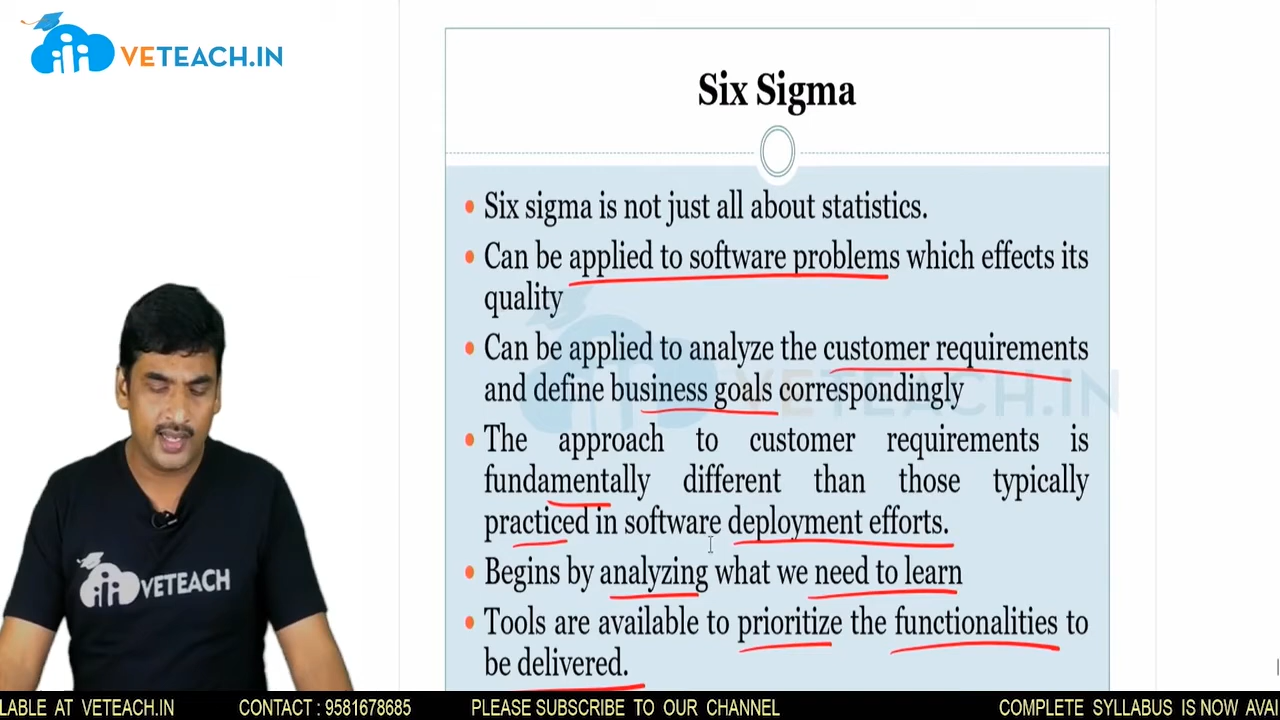 VETEACH.IN
Six Sigma
• Six sigma is not just all about statistics.
• Can be applied to software problems which effects its
quality
• Can be applied to analyze the customer requirements
and define business goals correspondingly
• The approach to customer requirements is
fundamentally different than those typically
practiced in software deployment efforts.
• Begins by analyzing what we need to learn
• Tools are available to prioritize the functionalities to
be delivered.
VETEACH.IN
VETEACH
LABLE AT VETEACH.IN CONTACT : 9581678685 PLEASE SUBSCRIBE TO OUR CHANNEL COMPLETE SYLLABUS IS NOW AVAI